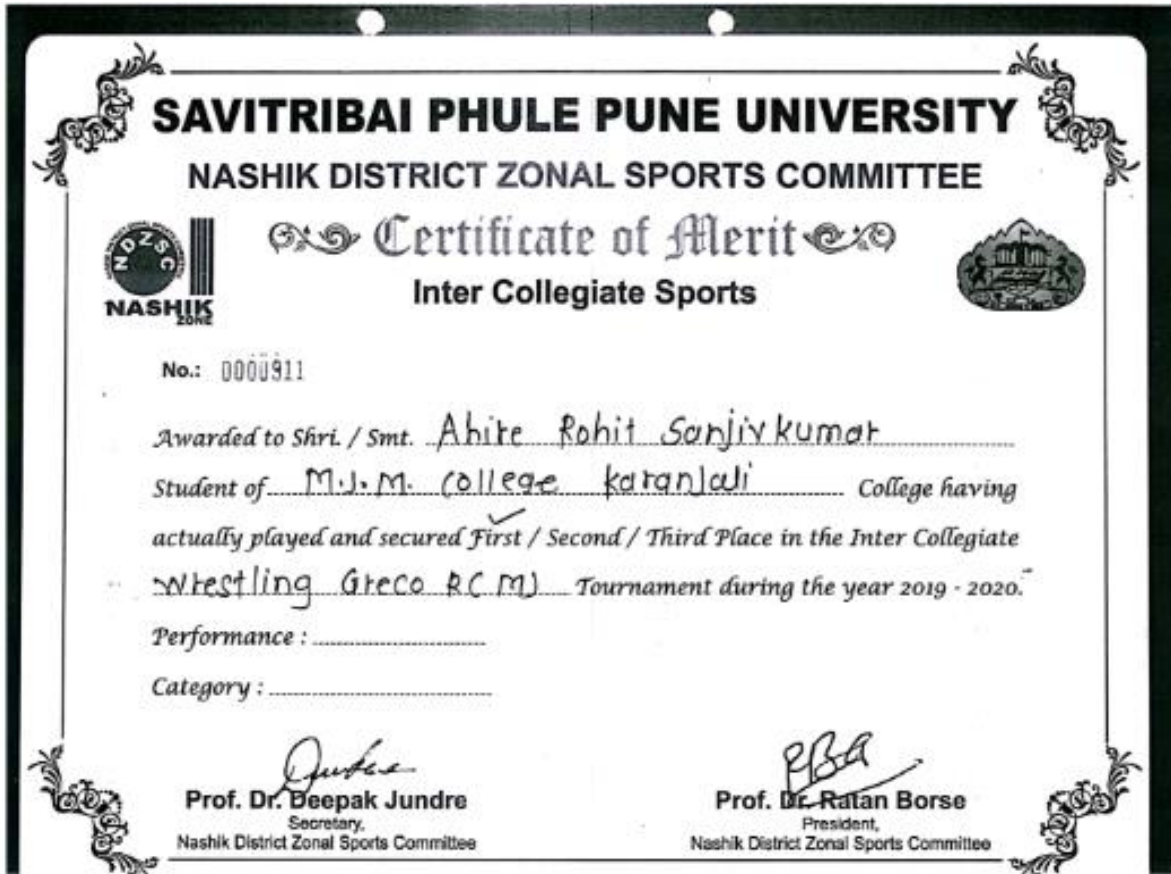 SAVITRIBAI PHULE PUNE UNIVERSITY
NASHIK DISTRICT ZONAL SPORTS COMMITTEE
Certificate of Merit
NDZSC
NASHIK
ZONE
Inter Collegiate Sports
No.: 0000911
Awarded to Shri. / Smt. Ahire Rohit Sanjivkumar
Student of M.J.M. College karanjali College having
actually played and secured First / Second / Third Place in the Inter Collegiate
Wrestling Greco R(M) Tournament during the year 2019 - 2020.
Performance :
Category :
Prof. Dr. Deepak Jundre
Secretary,
Nashik District Zonal Sports Committee
Prof. Dr. Ratan Borse
President,
Nashik District Zonal Sports Committee